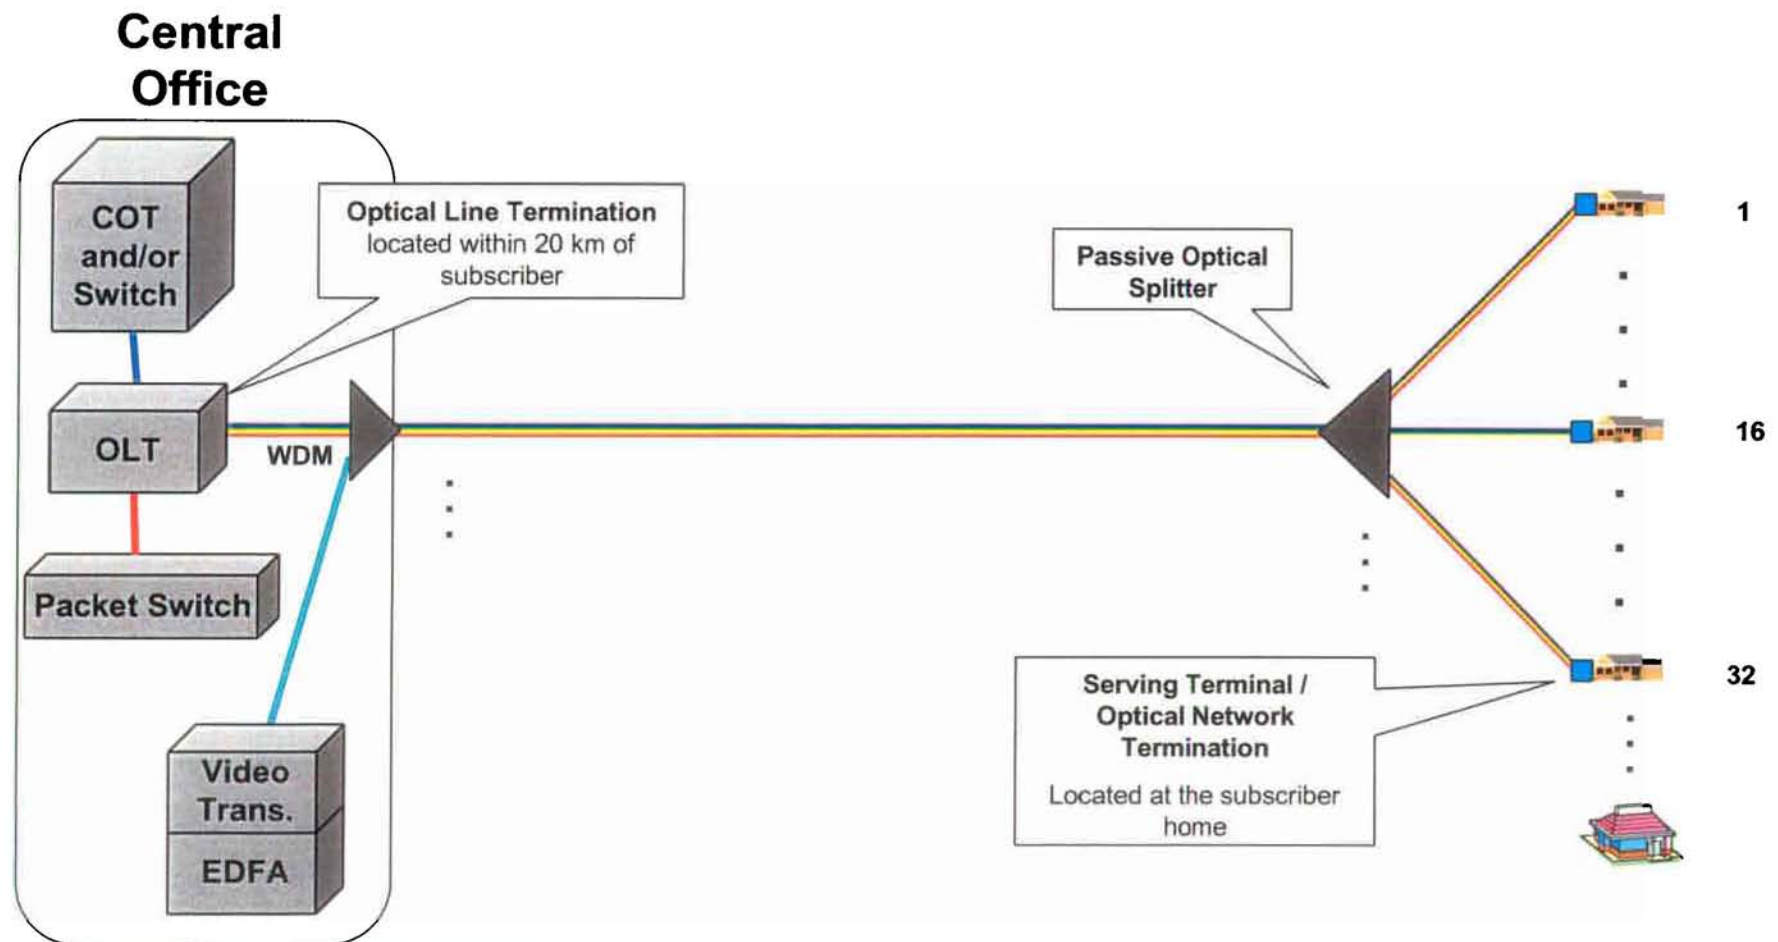 Central
Office
COT
and/or
Switch
Optical Line Termination
located within 20 km of
subscriber
OLT
WDM
Packet Switch
Video
Trans.
EDFA
Passive Optical
Splitter
1
16
32
Serving Terminal /
Optical Network
Termination
Located at the subscriber
home